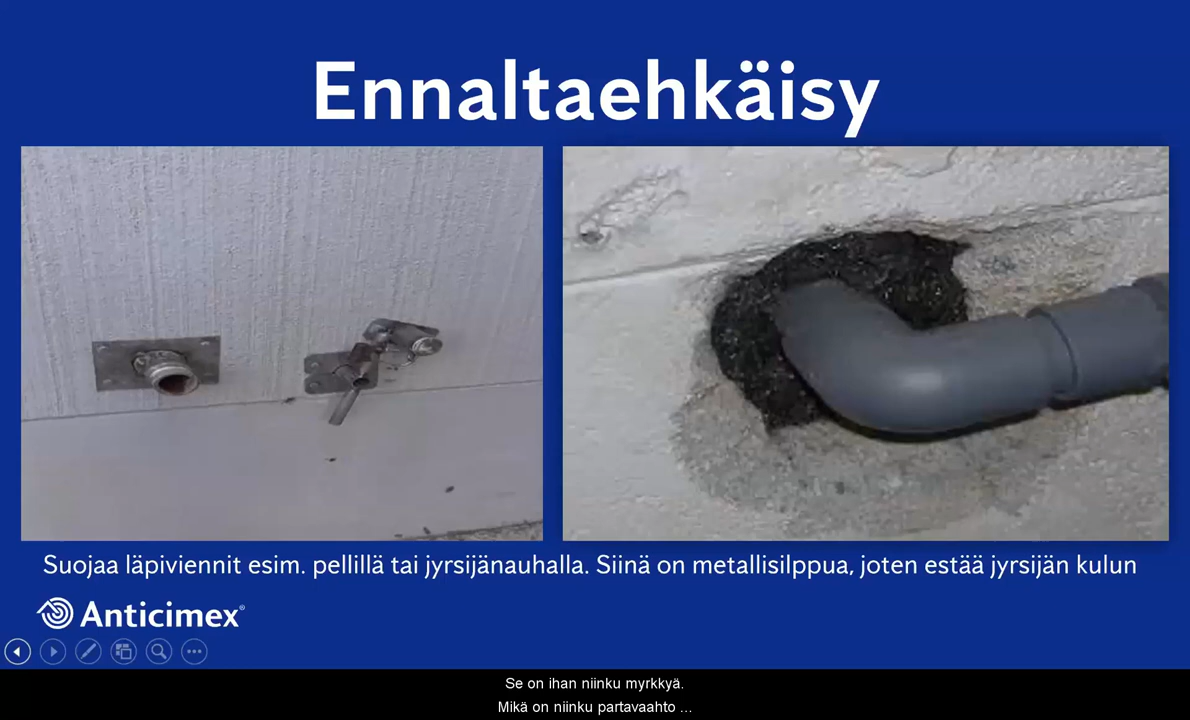 Ennaltaehkäisy
Suojaa läpiviennit esim. pellillä tai jyrsijänauhalla. Siinä on metallisilppua, joten estää jyrsijän kulun
Anticimex®
Se on ihan niinku myrkkyä.
Mikä on niinku partavaahto ...